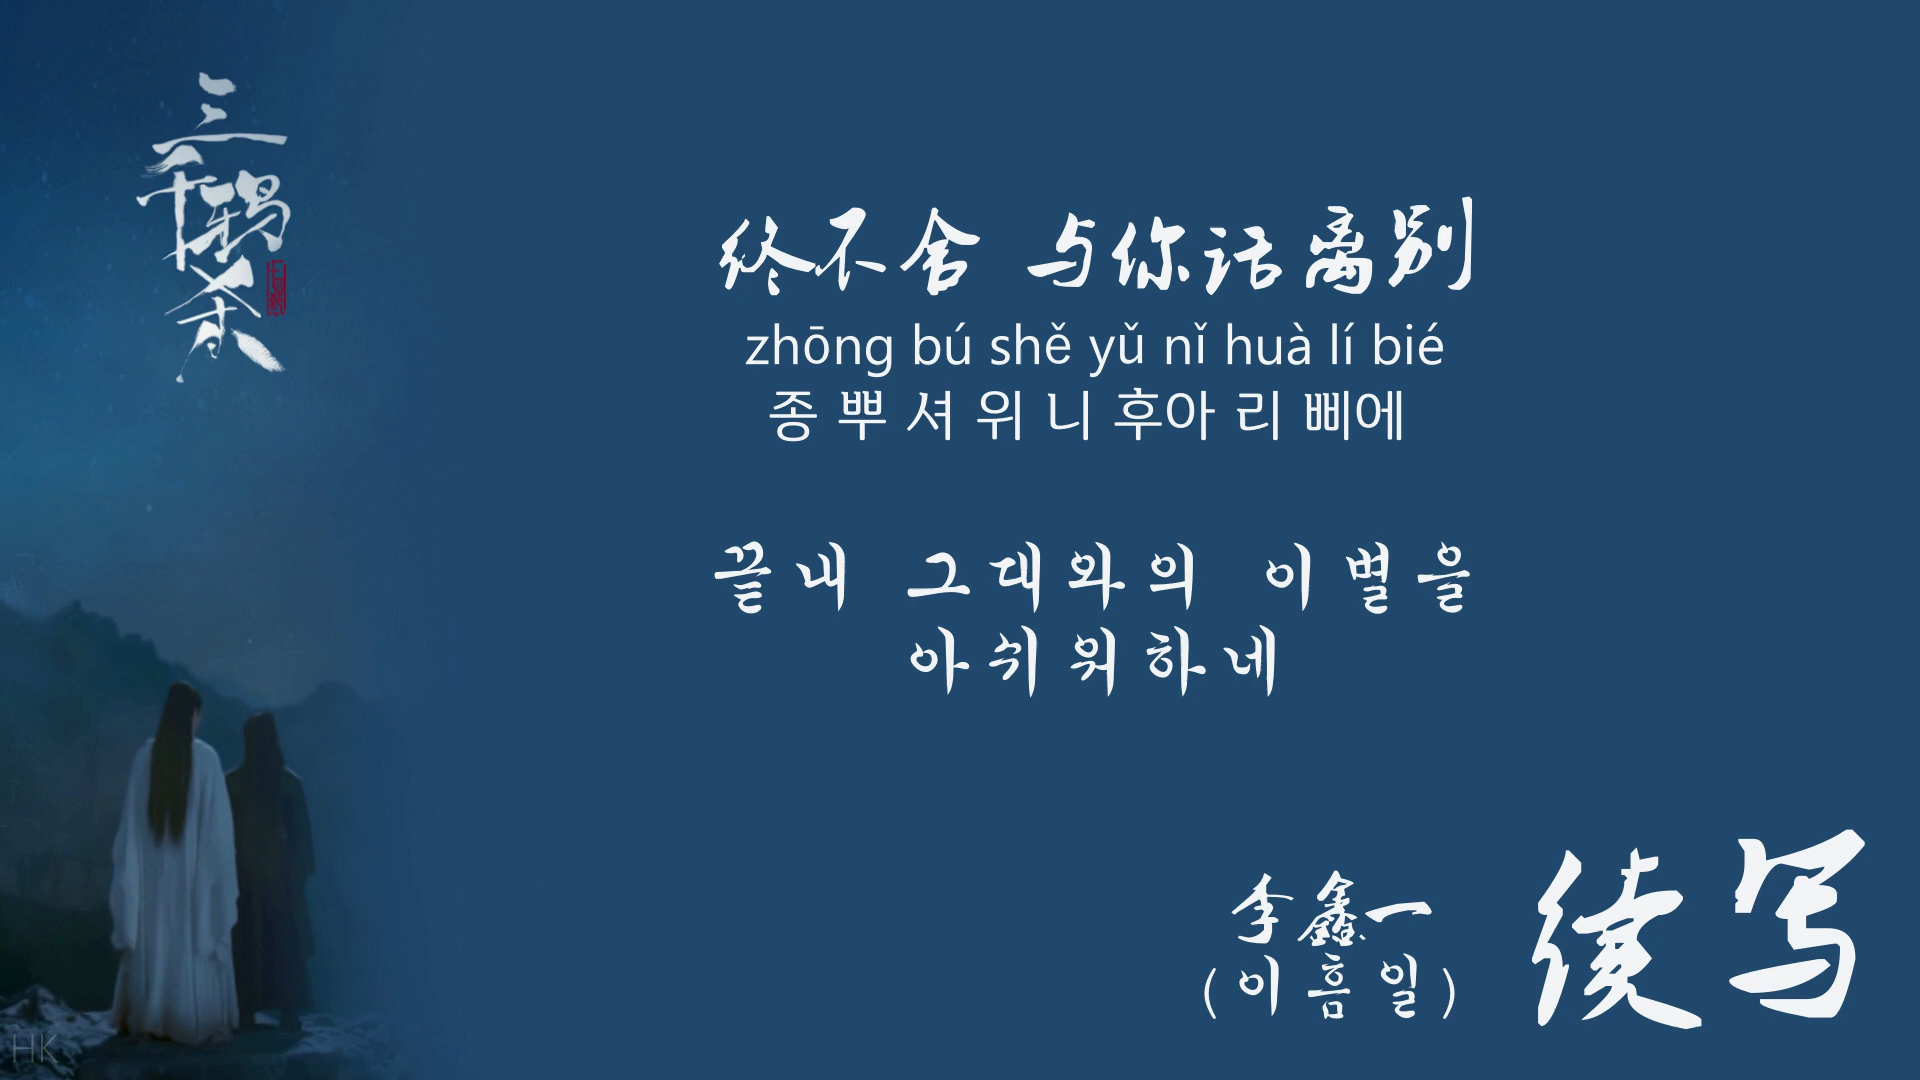 三千鸦杀
终不舍 与你话离别
zhōng bú shě yǔ nǐ huà lí bié
종 뿌 셔 위 니 후아 리 삐에
끝내 그대와의 이별을
아쉬워하네
李鑫一
(이흠일)
续写
HK